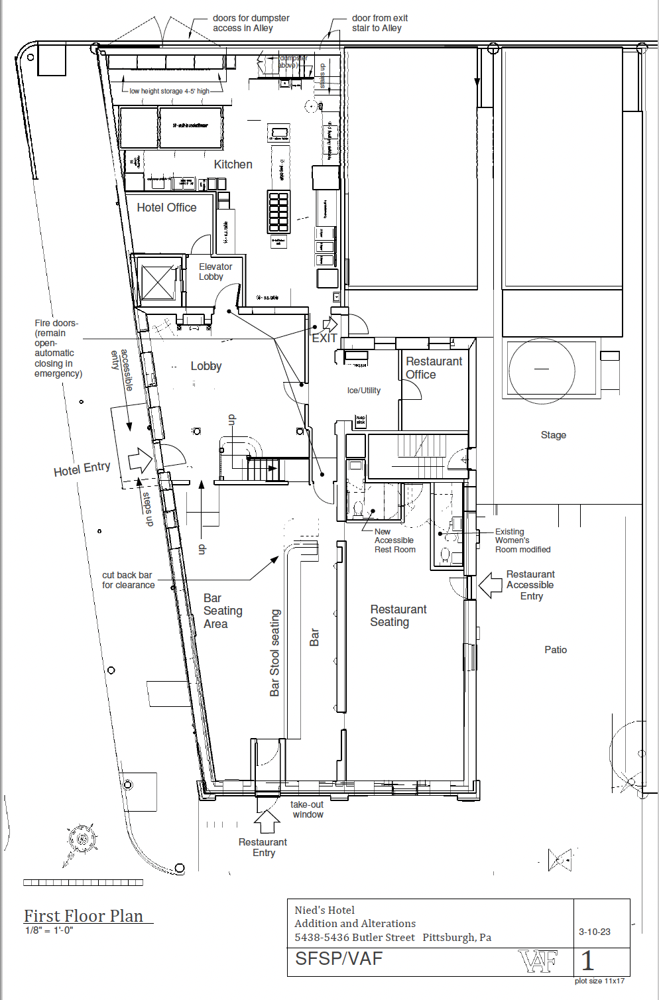 doors for dumpster
access in Alley
door from exit
stair to Alley
dumpster
above)
stairs up
low height storage 4-5' high
Kitchen
Hotel Office
Elevator
Lobby
EXIT
Fire doors-
(remain
open-
automatic
closing in
emergency)
accessible
entry
Lobby
Restaurant
Office
Ice/Utility
up
Stage
Hotel Entry
steps up
up
New
Accessible
Rest Room
Existing
Women's
Room modified
cut back bar
for clearance
Restaurant
Accessible
Entry
Bar
Seating
Area
Bar Stool seating
Bar
Restaurant
Seating
Patio
take-out
window
Restaurant
Entry
First Floor Plan
1/8" = 1'-0"
Nied's Hotel
Addition and Alterations
5438-5436 Butler Street Pittsburgh, Pa
3-10-23
SFSP/VAF
VAF
1
plot size 11x17